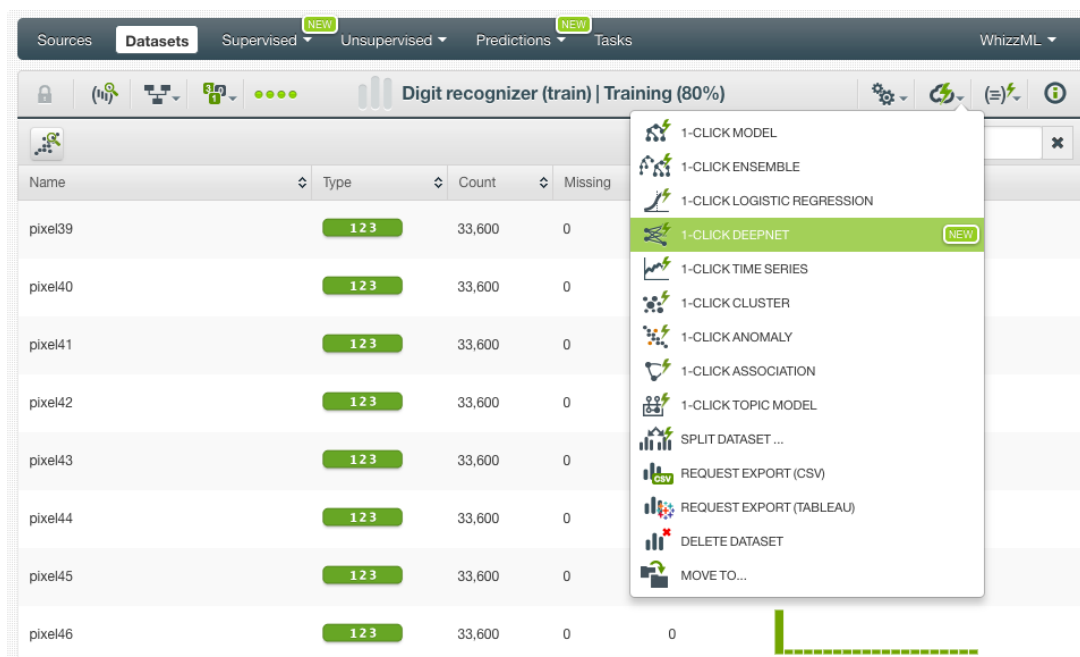 NEW NEW
Sources Datasets Supervised Unsupervised Predictions Tasks WhizzML
Digit recognizer (train) | Training (80%)
Name Type Count Missing
pixel39 123 33,600 0
pixel40 123 33,600 0
pixel41 123 33,600 0
pixel42 123 33,600 0
pixel43 123 33,600 0
pixel44 123 33,600 0
pixel45 123 33,600 0
pixel46 123 33,600 0 0
1-CLICK MODEL
1-CLICK ENSEMBLE
1-CLICK LOGISTIC REGRESSION
1-CLICK DEEPNET NEW
1-CLICK TIME SERIES
1-CLICK CLUSTER
1-CLICK ANOMALY
1-CLICK ASSOCIATION
1-CLICK TOPIC MODEL
SPLIT DATASET ...
CSV REQUEST EXPORT (CSV)
REQUEST EXPORT (TABLEAU)
DELETE DATASET
MOVE TO...